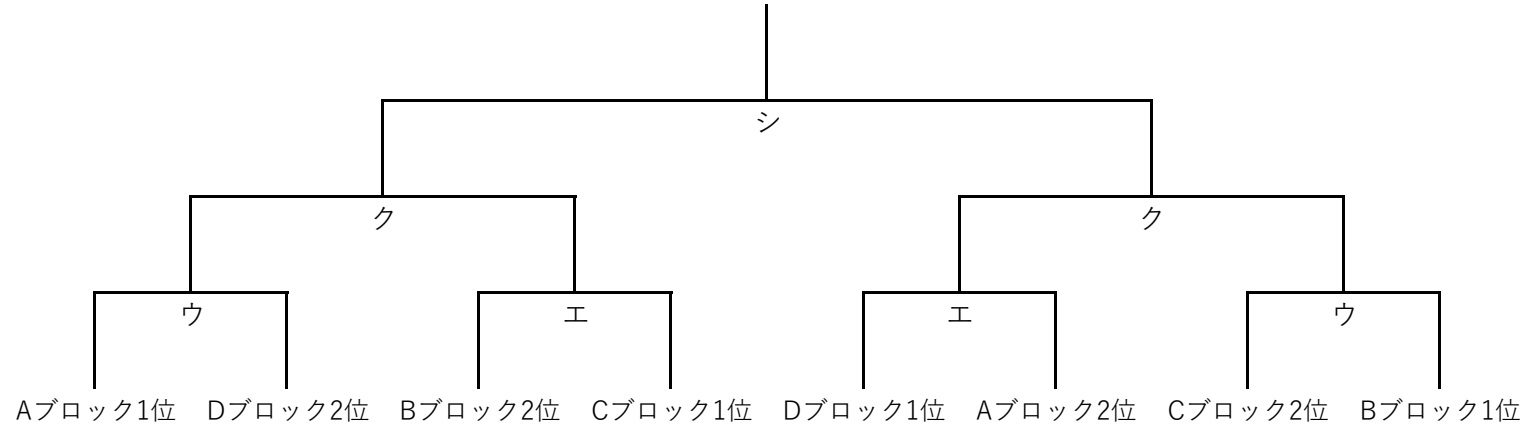 シ
ク ク
ウ エ エ ウ
Aブロック1位 Dブロック2位 Bブロック2位 Cブロック1位 Dブロック1位 Aブロック2位 Cブロック2位 Bブロック1位